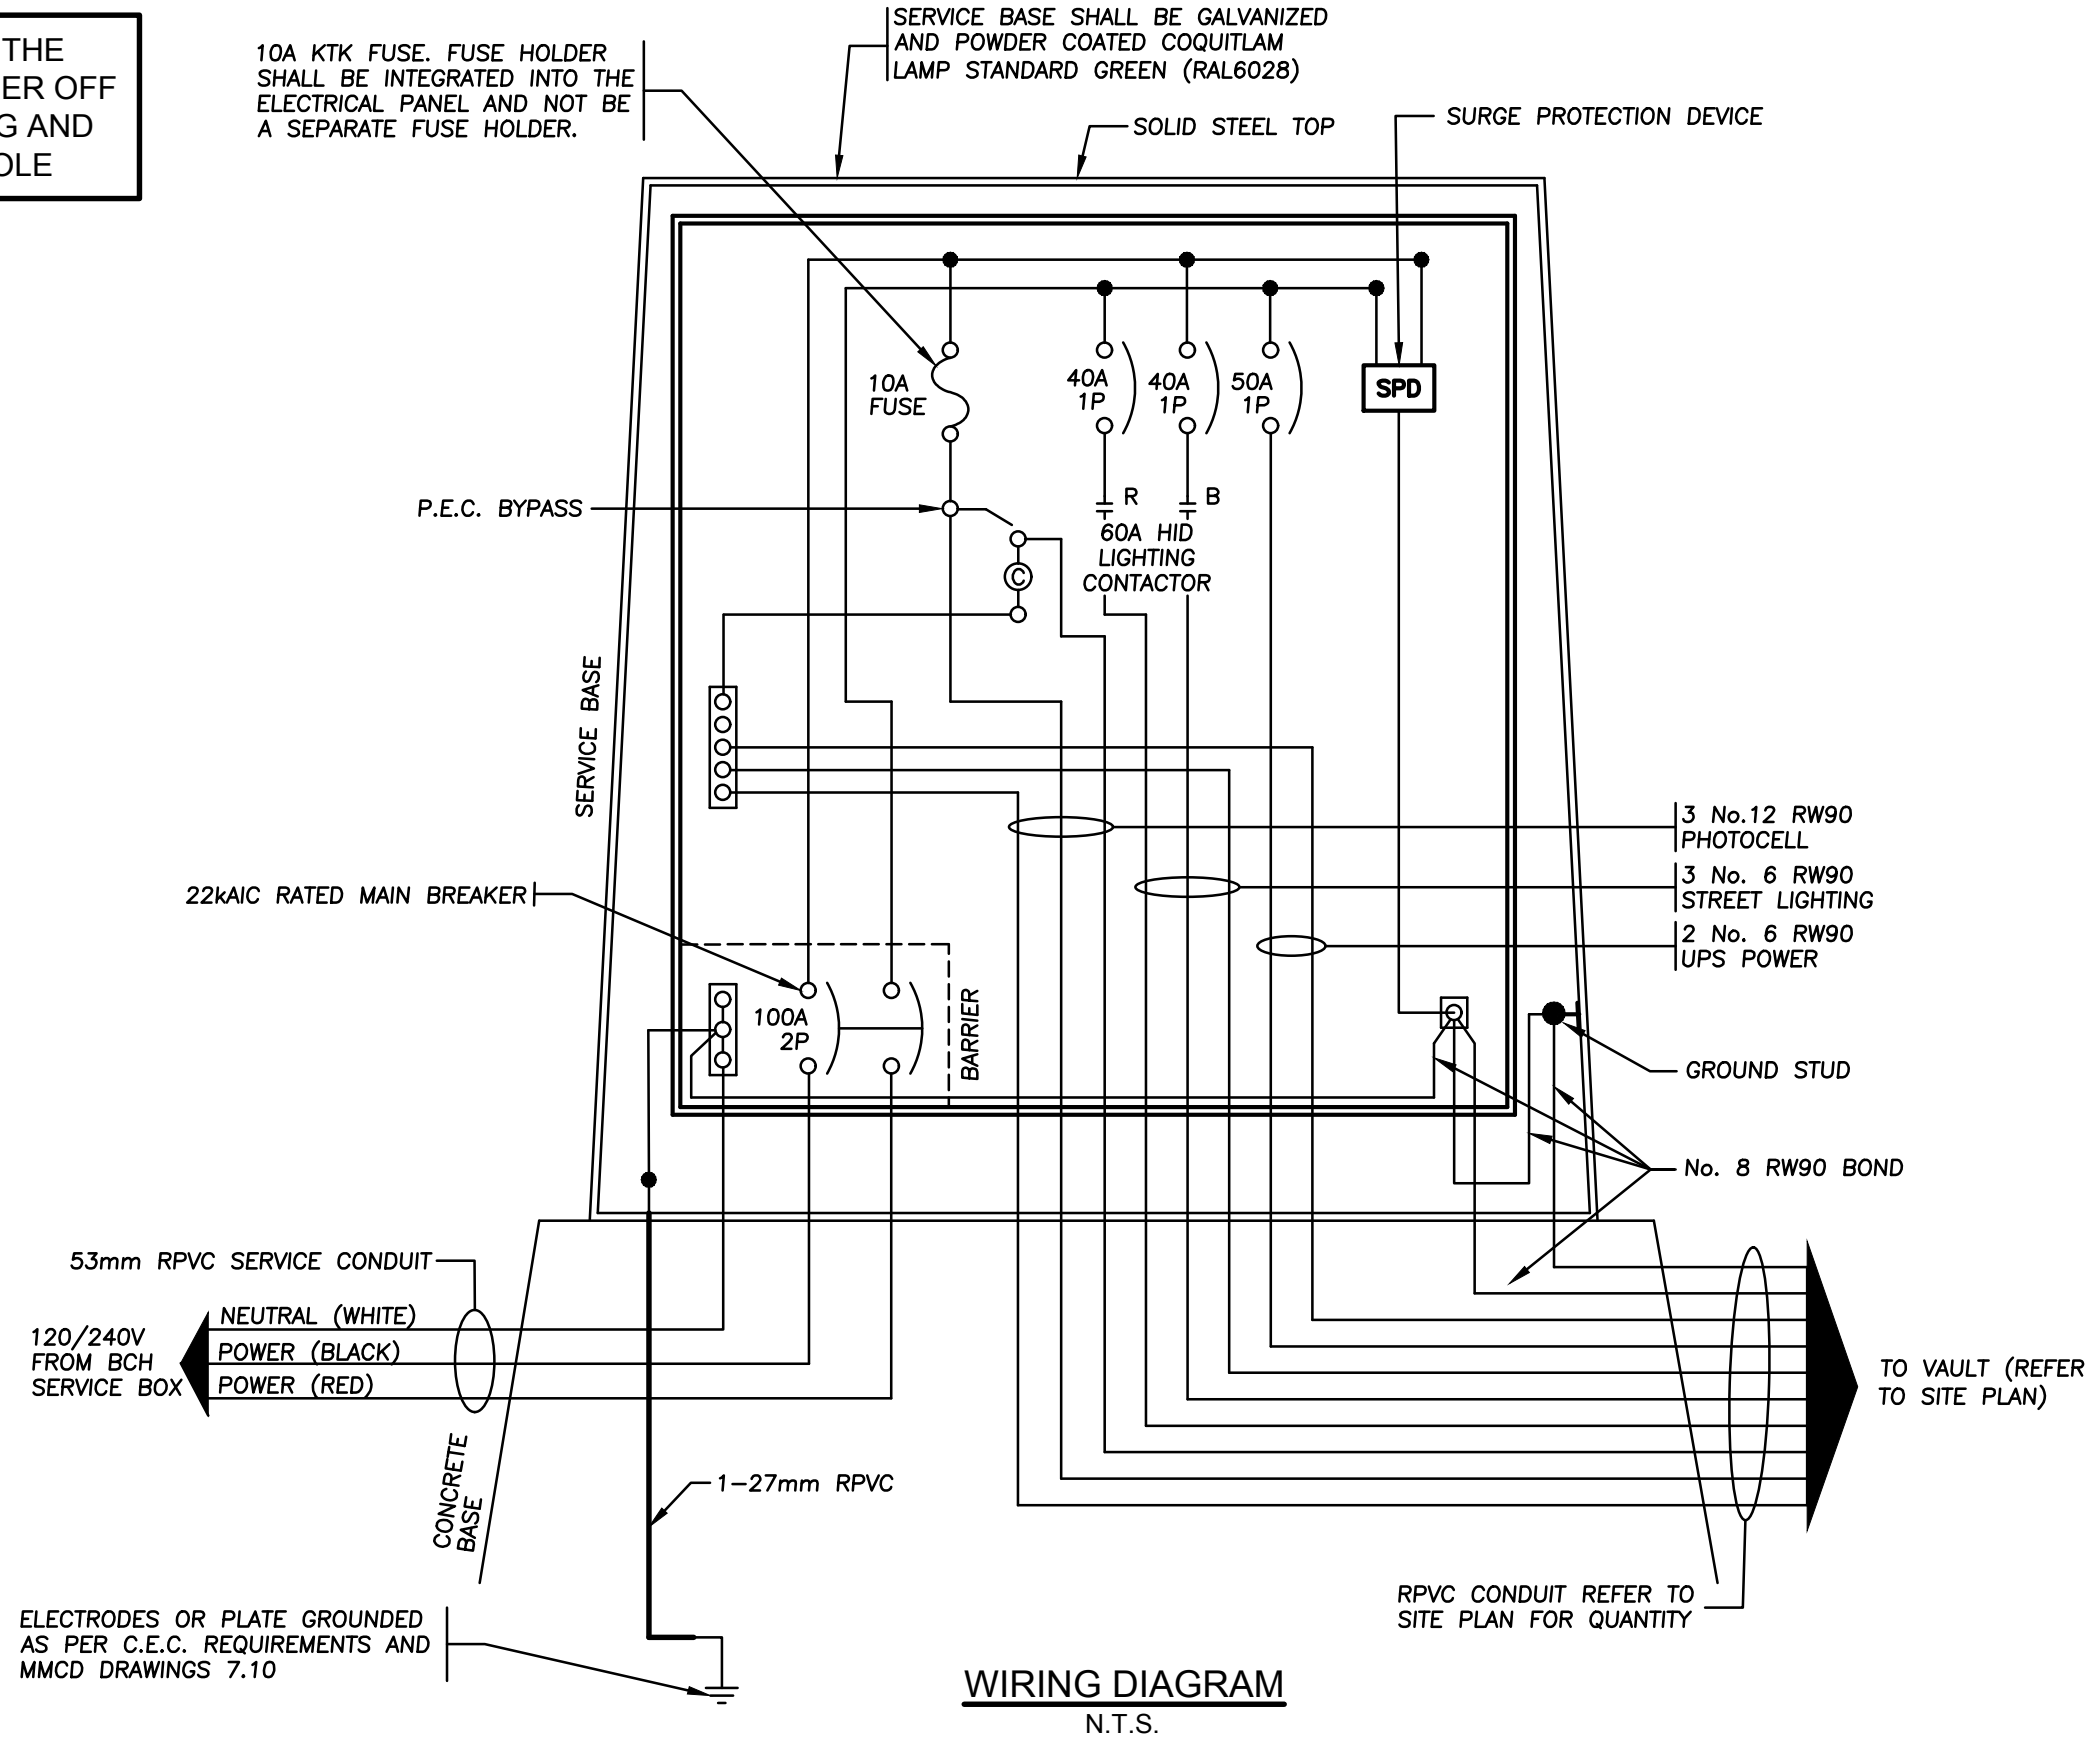 THE
ER OFF
G AND
OLE
10A KTK FUSE. FUSE HOLDER
SHALL BE INTEGRATED INTO THE
ELECTRICAL PANEL AND NOT BE
A SEPARATE FUSE HOLDER.
SERVICE BASE SHALL BE GALVANIZED
AND POWDER COATED COQUITLAM
LAMP STANDARD GREEN (RAL6028)
SOLID STEEL TOP
SURGE PROTECTION DEVICE
10A
FUSE
40A
1P
40A
1P
50A
1P
SPD
P.E.C. BYPASS
R
B
60A HID
LIGHTING
CONTACTOR
C
SERVICE BASE
3 No.12 RW90
PHOTOCELL
3 No. 6 RW90
STREET LIGHTING
2 No. 6 RW90
UPS POWER
22kAIC RATED MAIN BREAKER
100A
2P
BARRIER
GROUND STUD
No. 8 RW90 BOND
53mm RPVC SERVICE CONDUIT
NEUTRAL (WHITE)
POWER (BLACK)
POWER (RED)
120/240V
FROM BCH
SERVICE BOX
TO VAULT (REFER
TO SITE PLAN)
CONCRETE
BASE
1-27mm RPVC
RPVC CONDUIT REFER TO
SITE PLAN FOR QUANTITY
ELECTRODES OR PLATE GROUNDED
AS PER C.E.C. REQUIREMENTS AND
MMCD DRAWINGS 7.10
WIRING DIAGRAM
N.T.S.